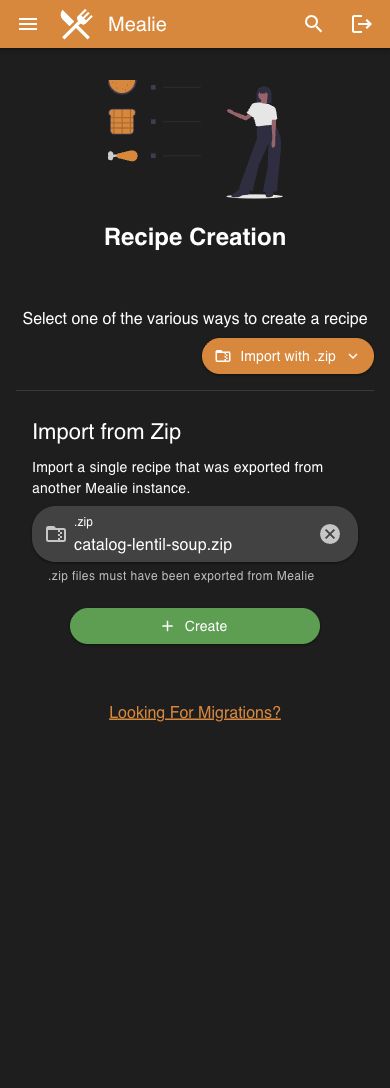 Mealie
Recipe Creation
Select one of the various ways to create a recipe
Import with .zip
Import from Zip
Import a single recipe that was exported from
another Mealie instance.
.zip
catalog-lentil-soup.zip
.zip files must have been exported from Mealie
Create
Looking For Migrations?